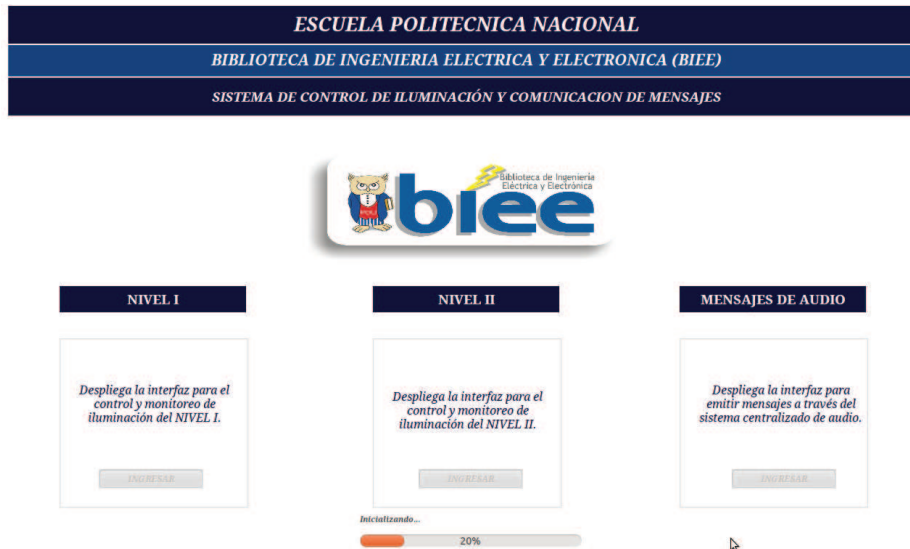 ESCUELA POLITECNICA NACIONAL
BIBLIOTECA DE INGENIERIA ELECTRICA Y ELECTRONICA (BIEE)
SISTEMA DE CONTROL DE ILUMINACIÓN Y COMUNICACION DE MENSAJES
Biblioteca de Ingeniería
Eléctrica y Electrónica
biee
NIVEL I
Despliega la interfaz para el
control y monitoreo de
iluminación del NIVEL I.
INGRESAR
NIVEL II
Despliega la interfaz para el
control y monitoreo de
iluminación del NIVEL II.
INGRESAR
Inicializando...
20%
MENSAJES DE AUDIO
Despliega la interfaz para
emitir mensajes a través del
sistema centralizado de audio.
INGRESAR